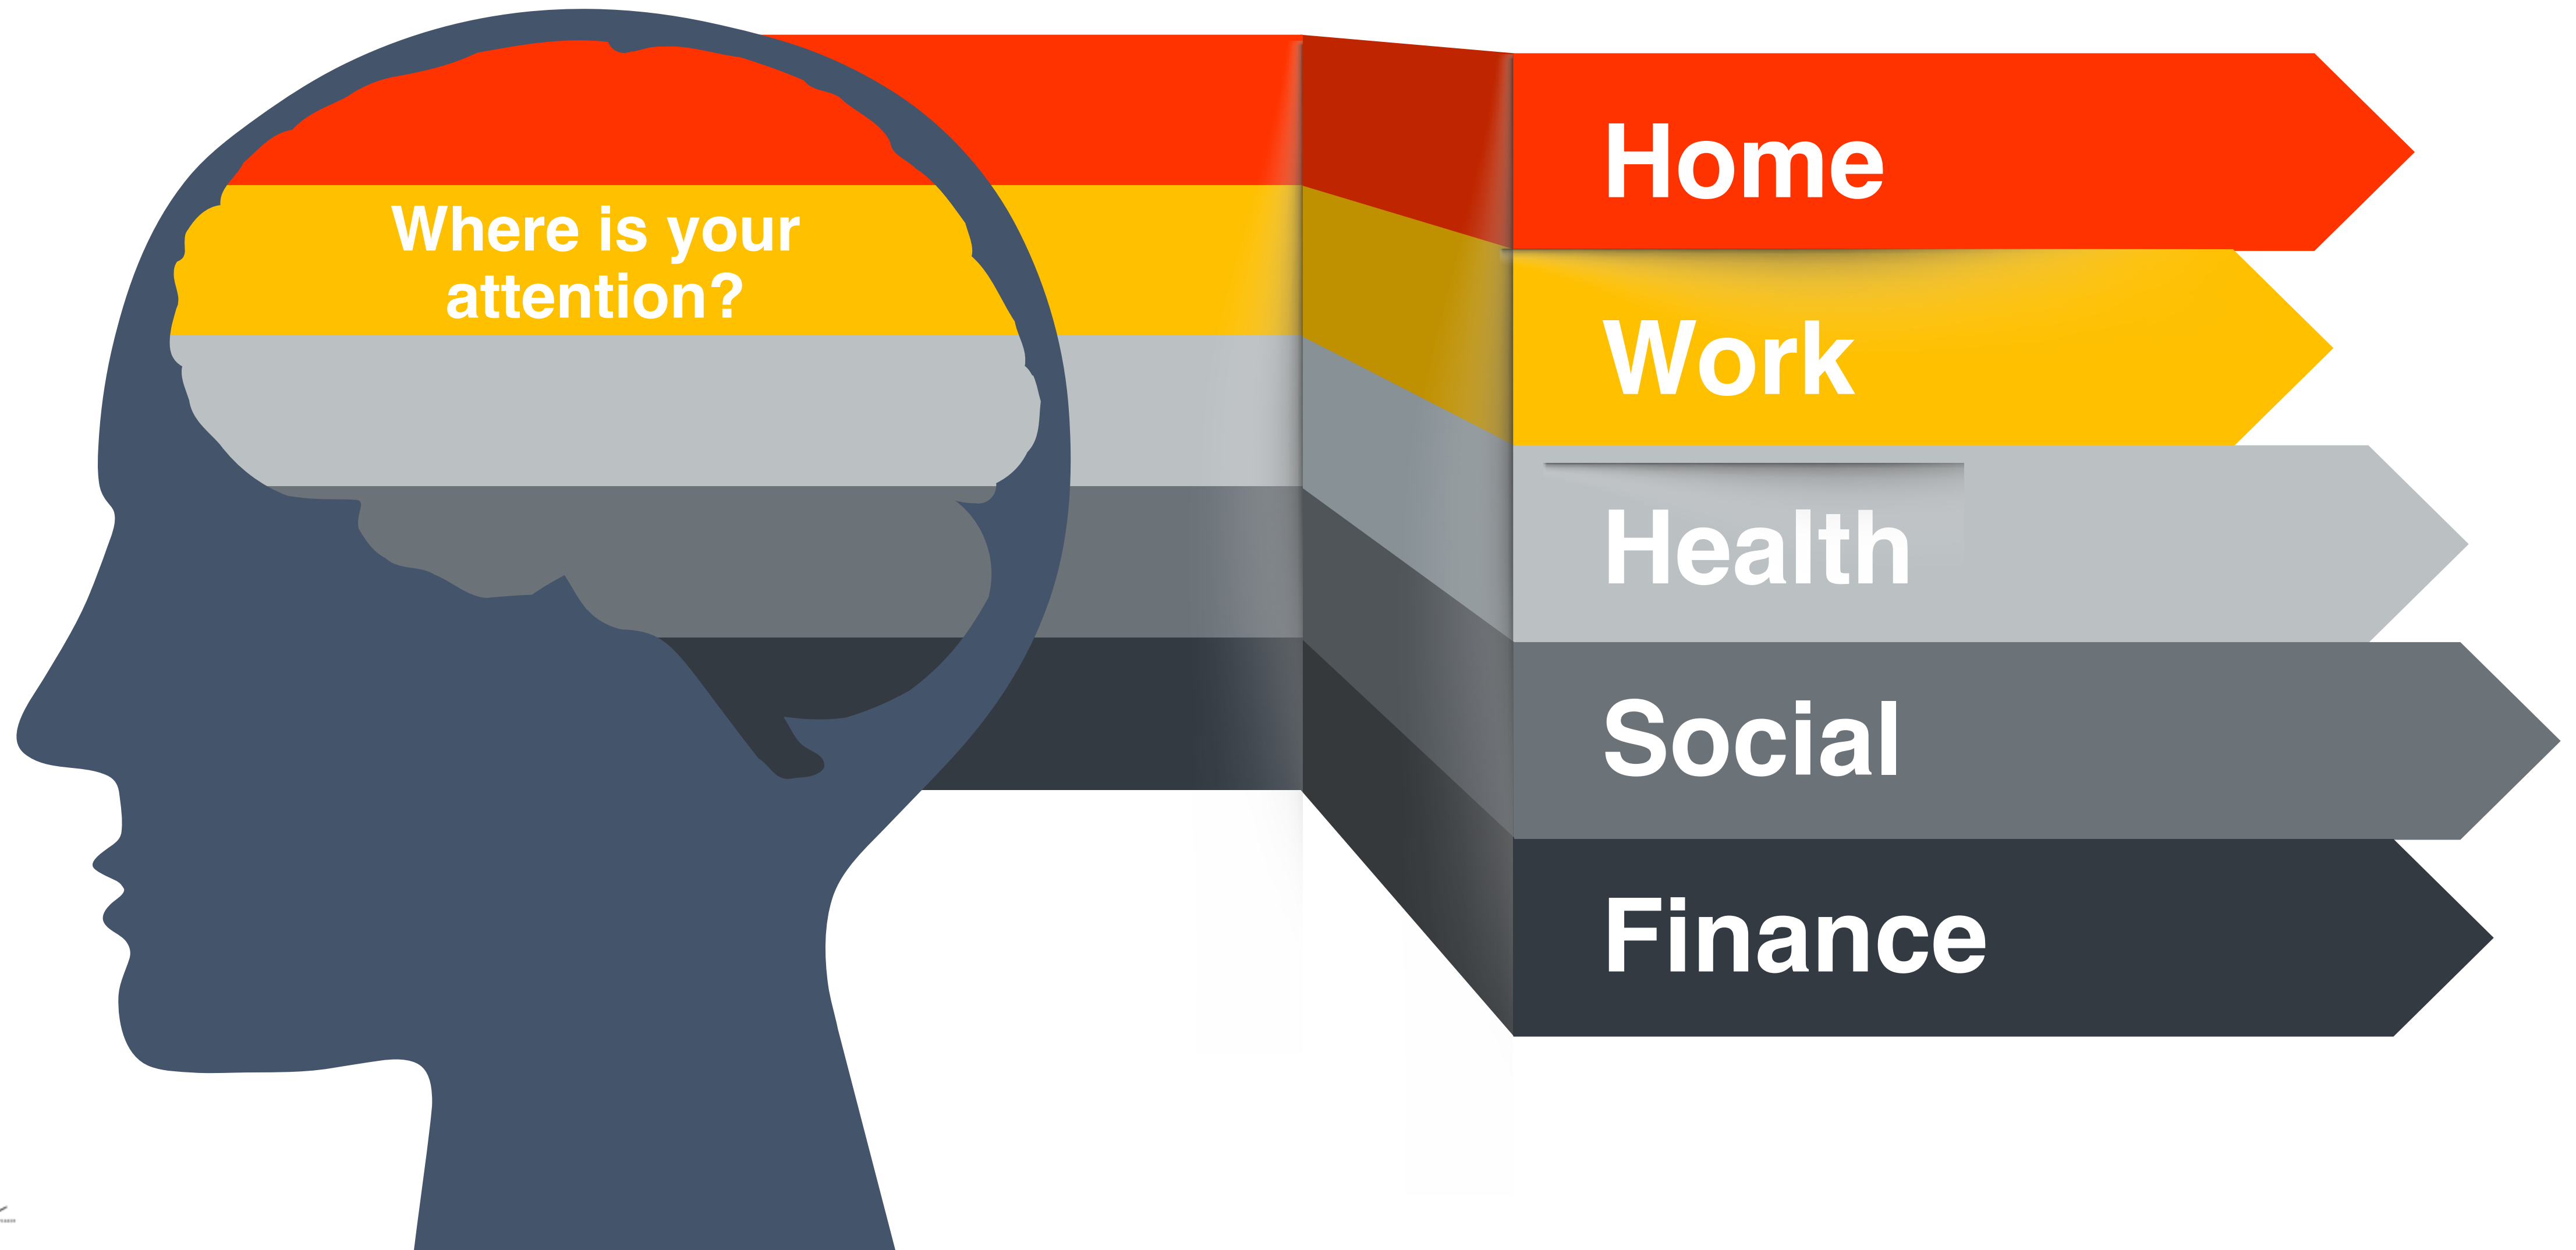 Where is your
attention?
Home
Work
Health
Social
Finance